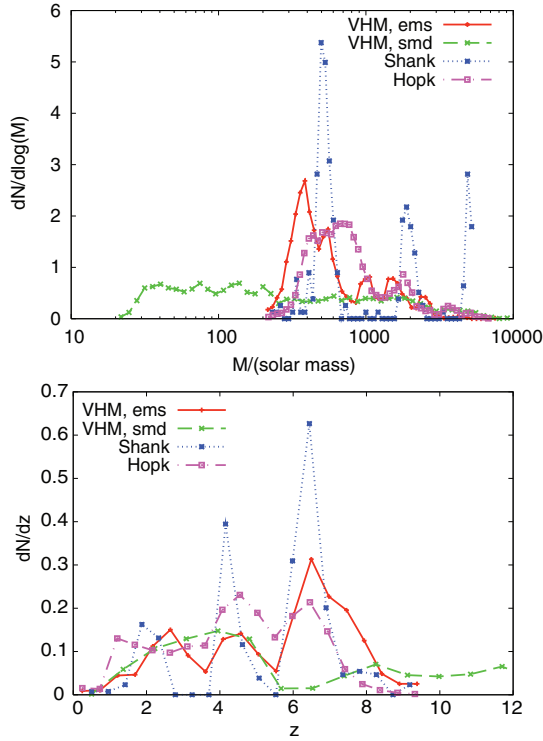 6
5
4
3
2
1
0
dN/dlog(M)
VHM, ems
VHM, smd
Shank
Hopk
10 100 1000 10000
M/(solar mass)
0.7
0.6
0.5
0.4
0.3
0.2
0.1
0
dN/dz
VHM, ems
VHM, smd
Shank
Hopk
0 2 4 6 8 10 12
z